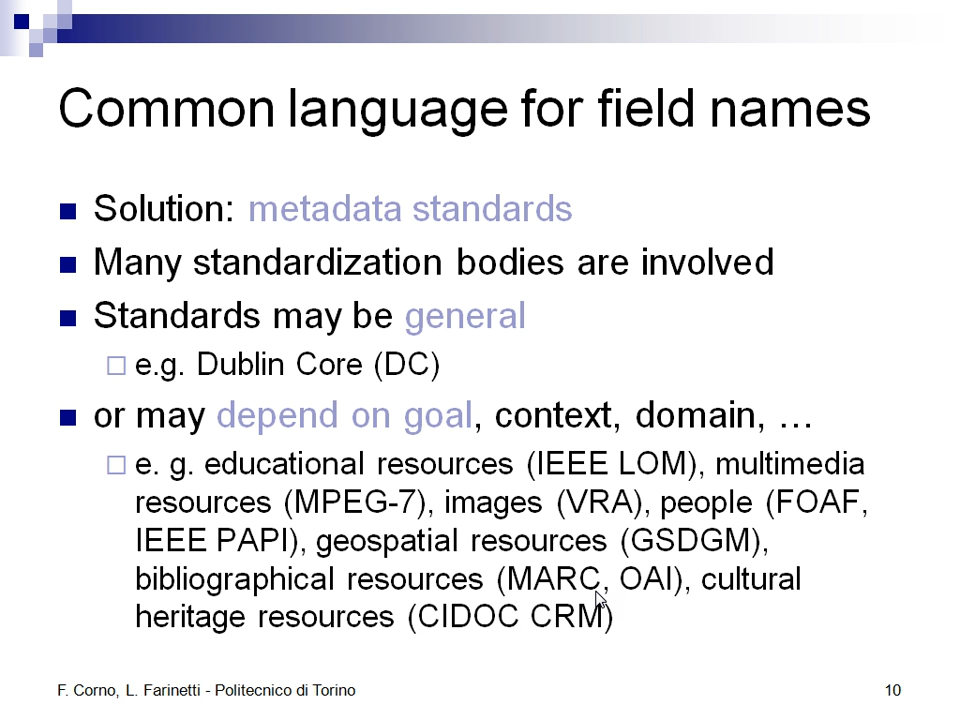 Common language for field names
Solution: metadata standards
Many standardization bodies are involved
Standards may be general
e.g. Dublin Core (DC)
or may depend on goal, context, domain, …
e. g. educational resources (IEEE LOM), multimedia
resources (MPEG-7), images (VRA), people (FOAF,
IEEE PAPI), geospatial resources (GSDGM),
bibliographical resources (MARC, OAI), cultural
heritage resources (CIDOC CRM)
F. Corno, L. Farinetti - Politecnico di Torino
10